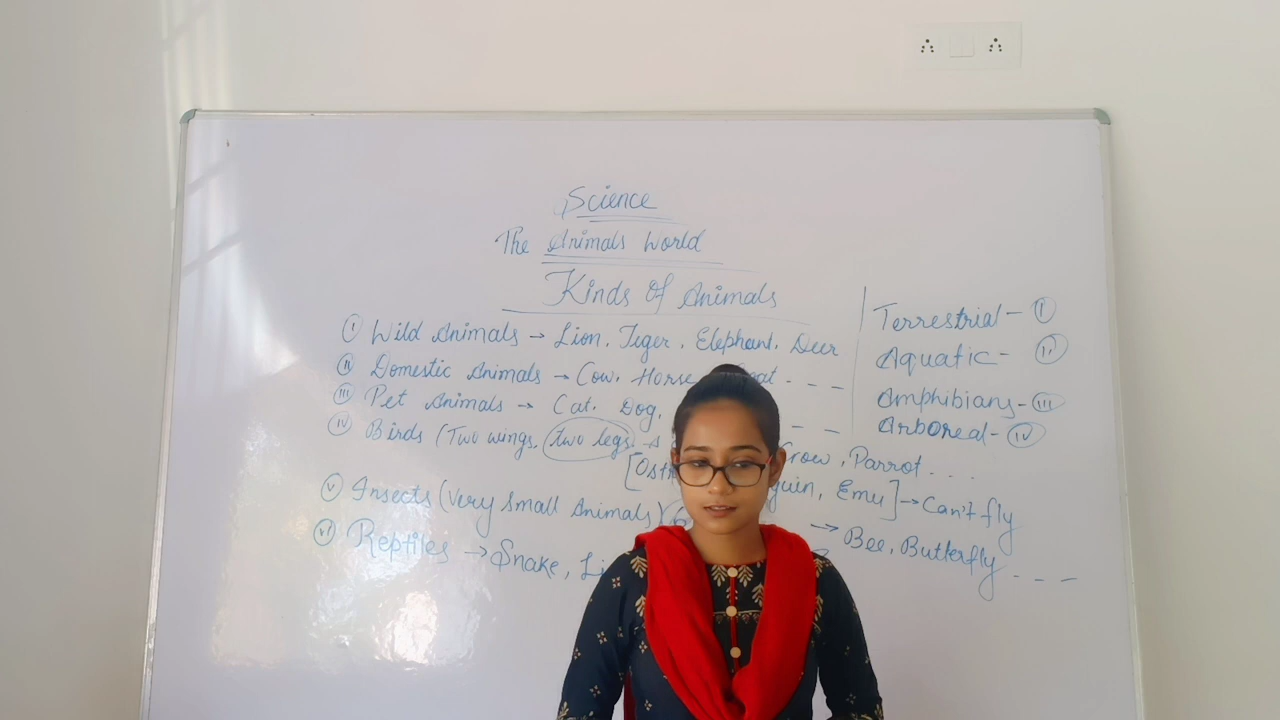 Science
The Animals World
Kinds Of Animals
I Wild Animals → Lion, Tiger, Elephant, Deer
II Domestic Animals → Cow, Horse - - -
III Pet Animals → Cat, Dog, - -
IV Birds (Two wings, two legs → Crow, Parrot - - -
Emu] → Can't fly
V Insects (Very Small Animals) → Bee, Butterfly - - -
VI Reptiles → Snake,
Terrestrial - I
Aquatic - II
Amphibians - III
Arboreal - IV